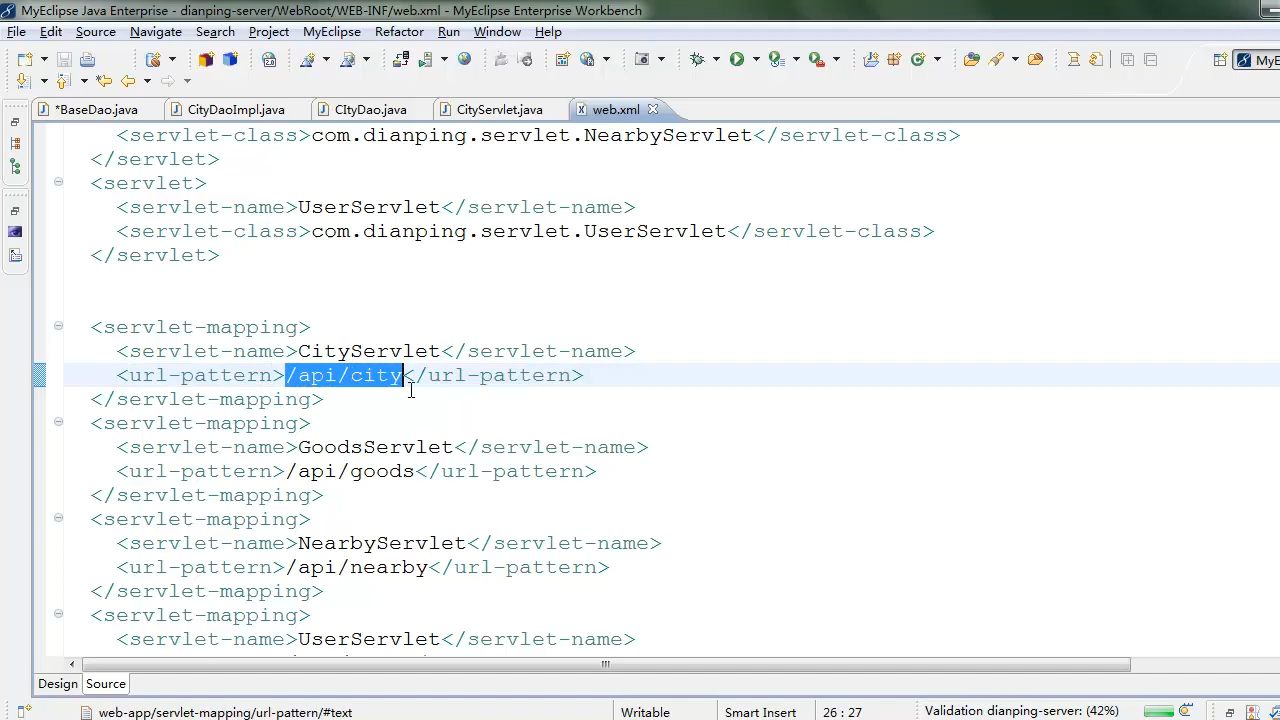 MyEclipse Java Enterprise - dianping-server/WebRoot/WEB-INF/web.xml - MyEclipse Enterprise Workbench
File Edit Source Navigate Search Project MyEclipse Refactor Run Window Help
MyE
*BaseDao.java CityDaoImpl.java CItyDao.java CityServlet.java web.xml
<servlet-class>com.dianping.servlet.NearbyServlet</servlet-class>
</servlet>
<servlet>
<servlet-name>UserServlet</servlet-name>
<servlet-class>com.dianping.servlet.UserServlet</servlet-class>
</servlet>
<servlet-mapping>
<servlet-name>CityServlet</servlet-name>
<url-pattern>/api/city</url-pattern>
</servlet-mapping>
<servlet-mapping>
<servlet-name>GoodsServlet</servlet-name>
<url-pattern>/api/goods</url-pattern>
</servlet-mapping>
<servlet-mapping>
<servlet-name>NearbyServlet</servlet-name>
<url-pattern>/api/nearby</url-pattern>
</servlet-mapping>
<servlet-mapping>
<servlet-name>UserServlet</servlet-name>
Design Source
web-app/servlet-mapping/url-pattern/#text Writable Smart Insert 26 : 27 Validation dianping-server: (42%)